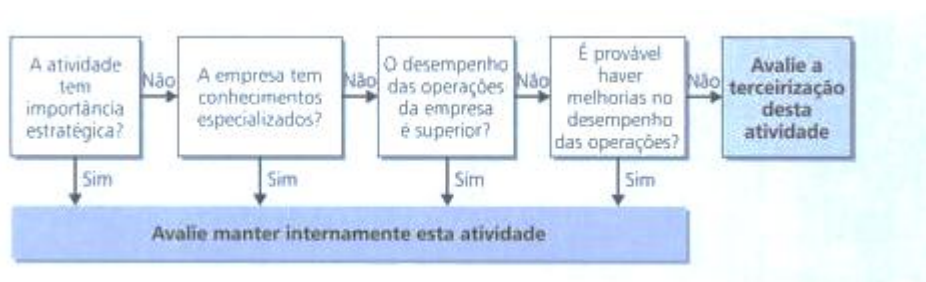 A atividade
tem
importância
estratégica?
Não
A empresa tem
conhecimentos
especializados?
Não
O desempenho
das operações
da empresa
é superior?
Não
É provável
haver
melhorias no
desempenho
das operações?
Não
Avalie a
terceirização
desta
atividade
Sim
Sim
Sim
Sim
Avalie manter internamente esta atividade